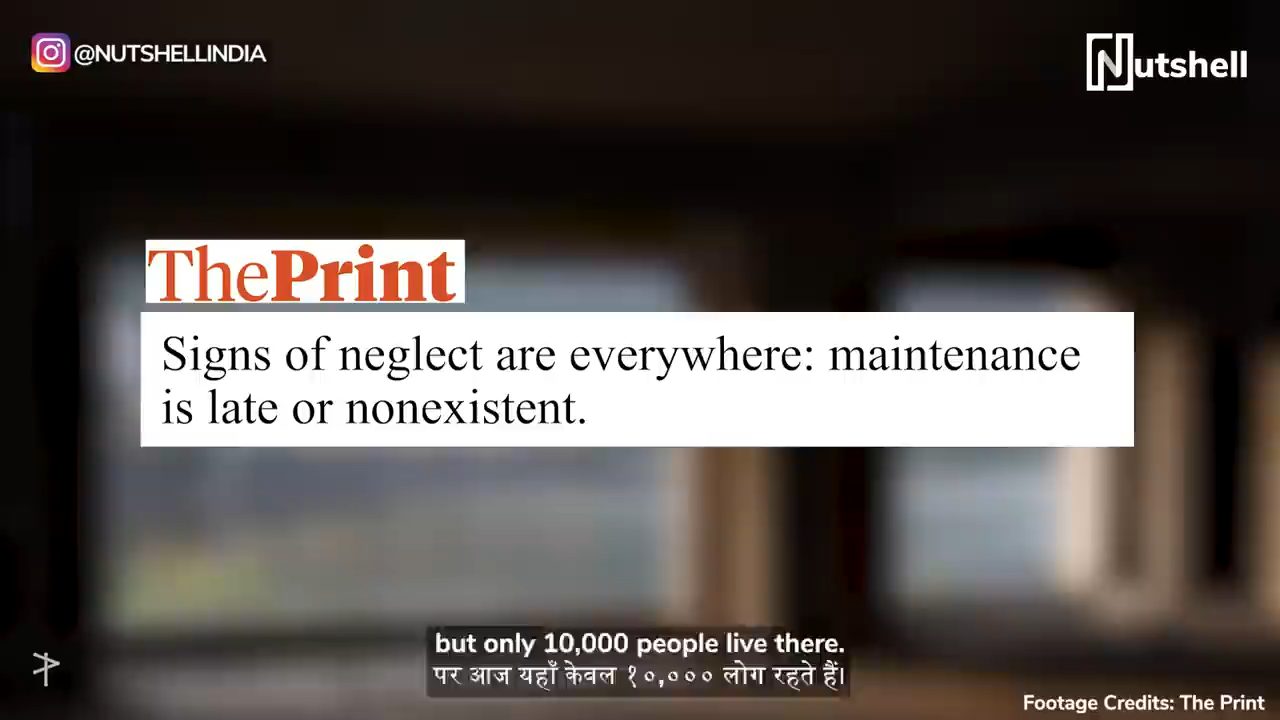 @NUTSHELLINDIA
Nutshell
ThePrint
Signs of neglect are everywhere: maintenance
is late or nonexistent.
but only 10,000 people live there.
पर आज यहाँ केवल १०,००० लोग रहते हैं।
Footage Credits: The Print